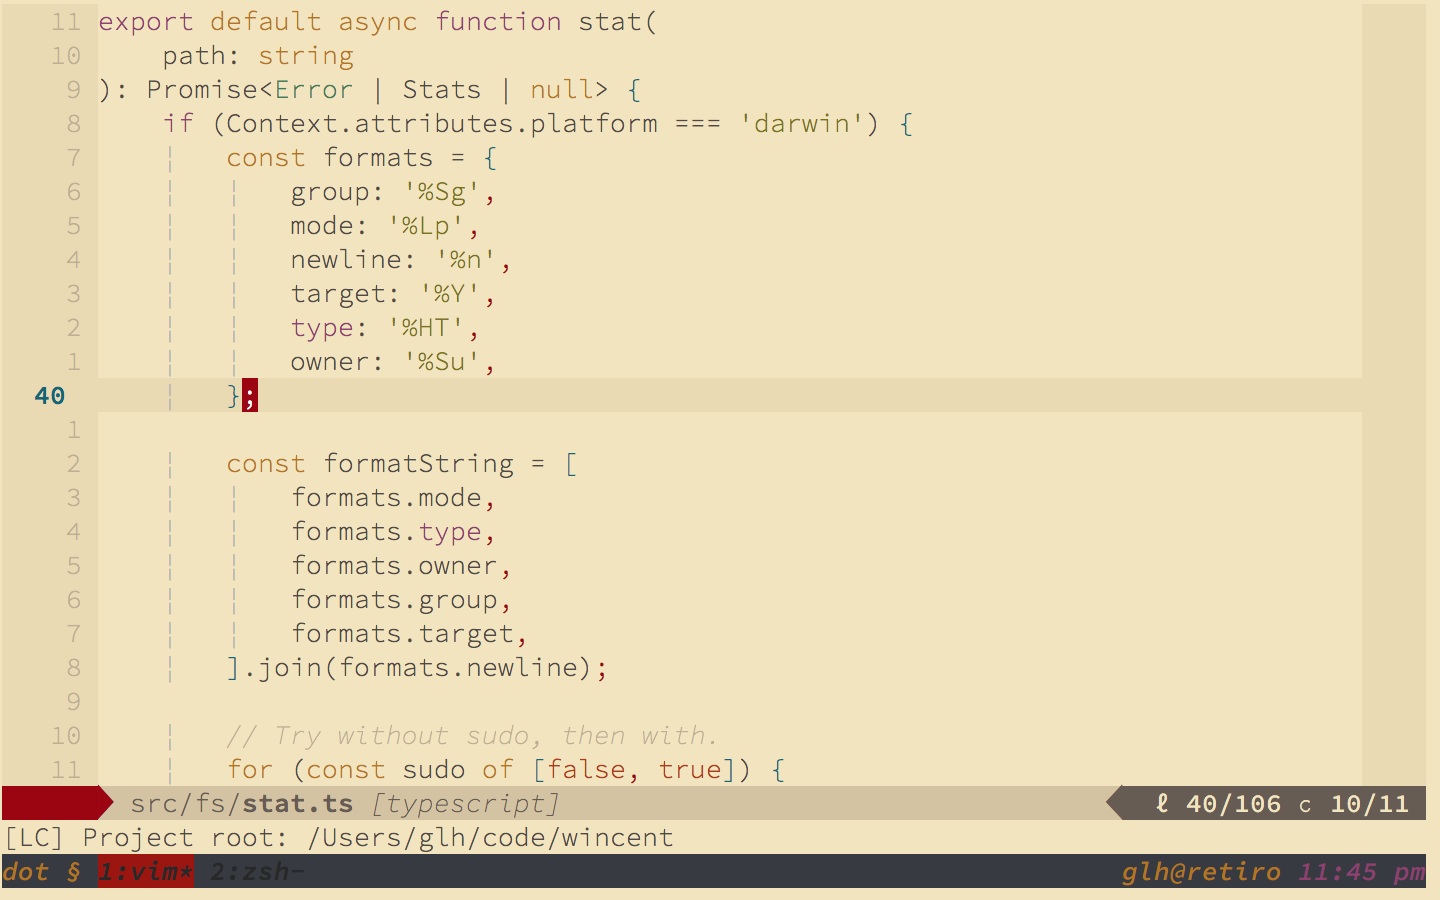 11 export default async function stat(
10     path: string
9 ): Promise<Error | Stats | null> {
8     if (Context.attributes.platform === 'darwin') {
7         const formats = {
6             group: '%Sg',
5             mode: '%Lp',
4             newline: '%n',
3             target: '%Y',
2             type: '%HT',
1             owner: '%Su',
40         };
1
2         const formatString = [
3             formats.mode,
4             formats.type,
5             formats.owner,
6             formats.group,
7             formats.target,
8         ].join(formats.newline);
9
10         // Try without sudo, then with.
11         for (const sudo of [false, true]) {
src/fs/stat.ts [typescript] ℓ 40/106 c 10/11
[LC] Project root: /Users/glh/code/wincent
dot § 1:vim* 2:zsh- glh@retiro 11:45 pm